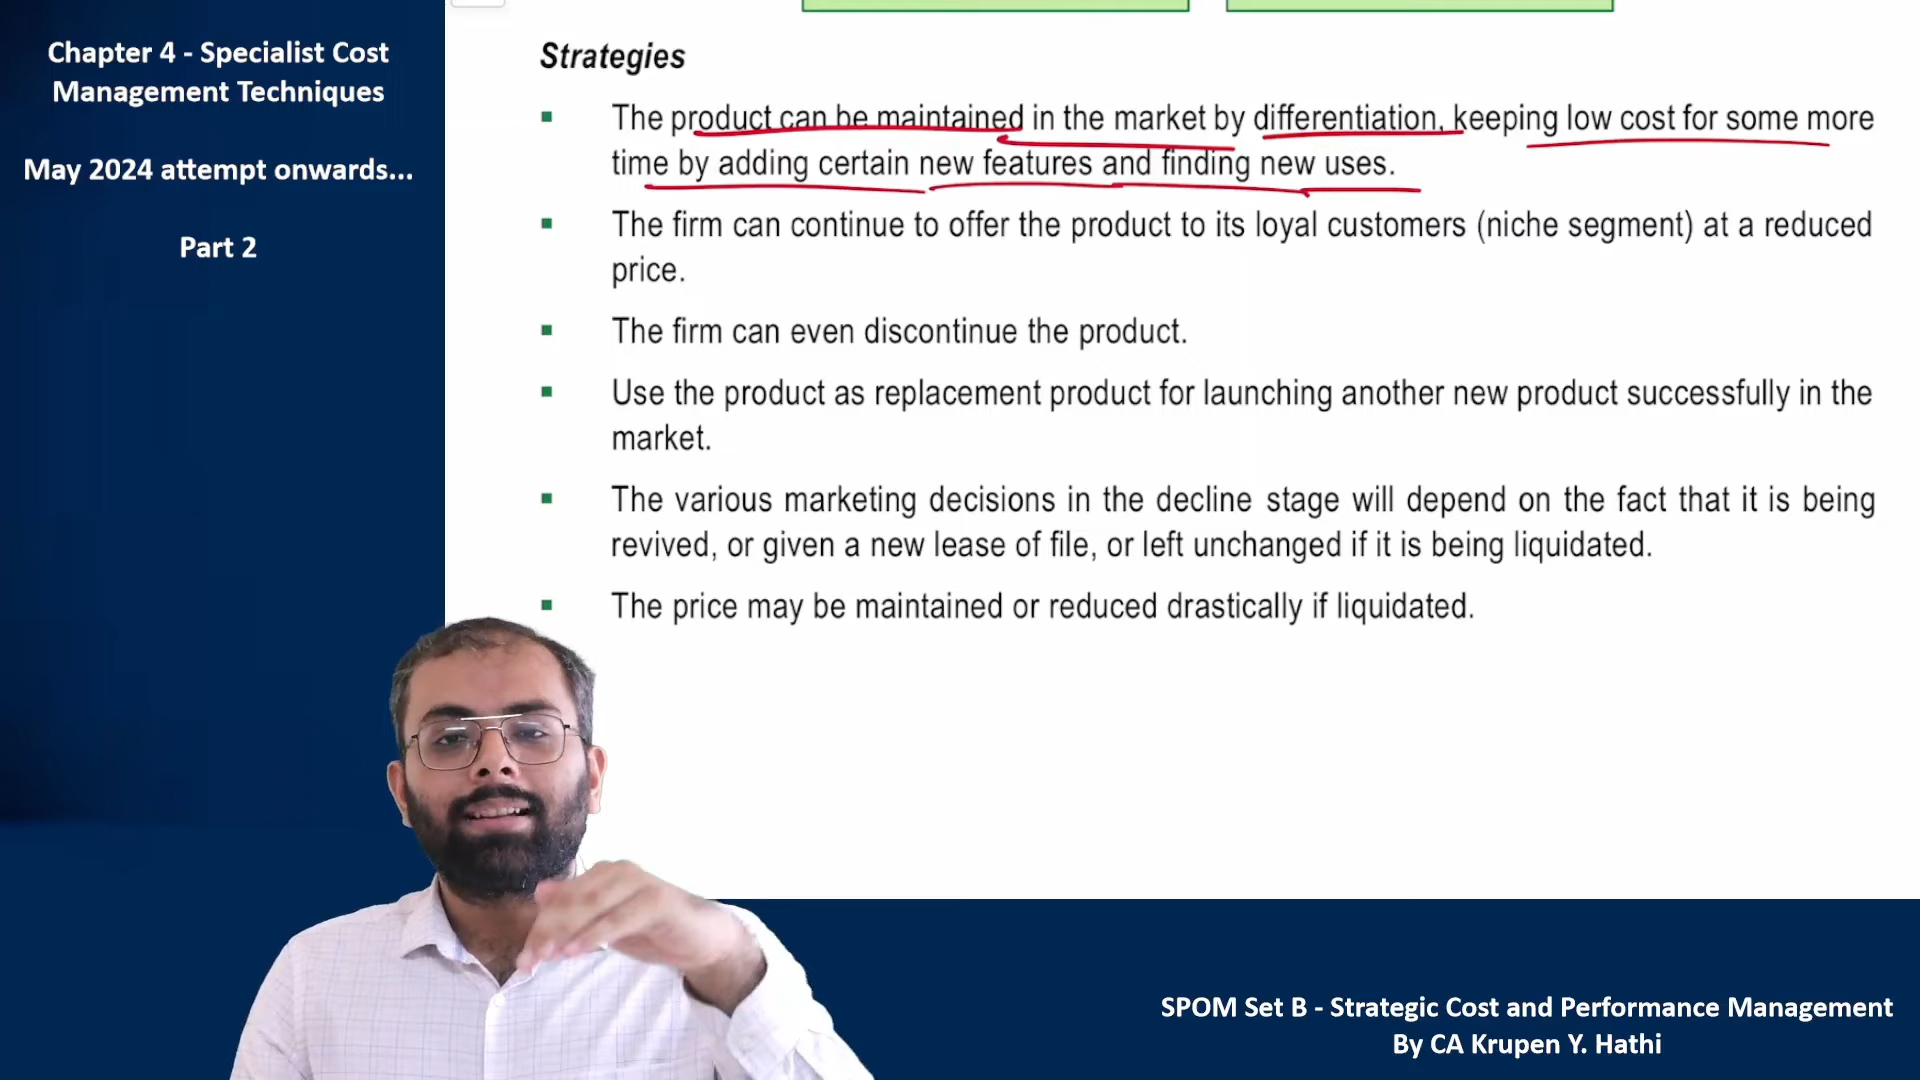 Chapter 4 - Specialist Cost
Management Techniques
May 2024 attempt onwards...
Part 2
Strategies
The product can be maintained in the market by differentiation, keeping low cost for some more
time by adding certain new features and finding new uses.
The firm can continue to offer the product to its loyal customers (niche segment) at a reduced
price.
The firm can even discontinue the product.
Use the product as replacement product for launching another new product successfully in the
market.
The various marketing decisions in the decline stage will depend on the fact that it is being
revived, or given a new lease of file, or left unchanged if it is being liquidated.
The price may be maintained or reduced drastically if liquidated.
SPOM Set B - Strategic Cost and Performance Management
By CA Krupen Y. Hathi